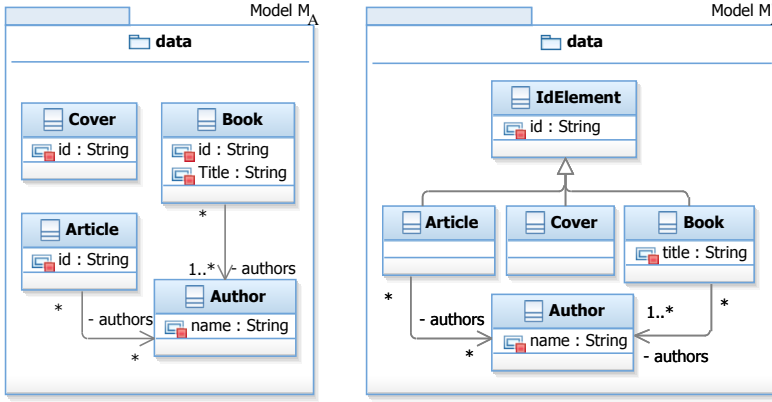 Model M
A
data
Cover
id : String
Book
id : String
Title : String
Article
id : String
*
1..*
- authors
Author
name : String
*
- authors
*
Model M
data
IdElement
id : String
Article
Cover
Book
title : String
*
- authors
*
Author
name : String
1..*
*
- authors